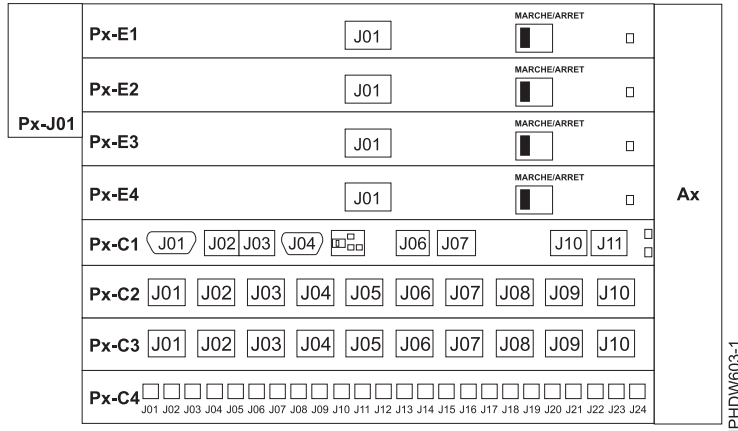 MARCHE/ARRET
Px-E1 J01
MARCHE/ARRET
Px-E2 J01
Px-J01
MARCHE/ARRET
Px-E3 J01
MARCHE/ARRET
Px-E4 J01
Ax
Px-C1 J01 J02 J03 J04 J06 J07 J10 J11
Px-C2 J01 J02 J03 J04 J05 J06 J07 J08 J09 J10
Px-C3 J01 J02 J03 J04 J05 J06 J07 J08 J09 J10
Px-C4
J01 J02 J03 J04 J05 J06 J07 J08 J09 J10 J11 J12 J13 J14 J15 J16 J17 J18 J19 J20 J21 J22 J23 J24
PHDW603-1